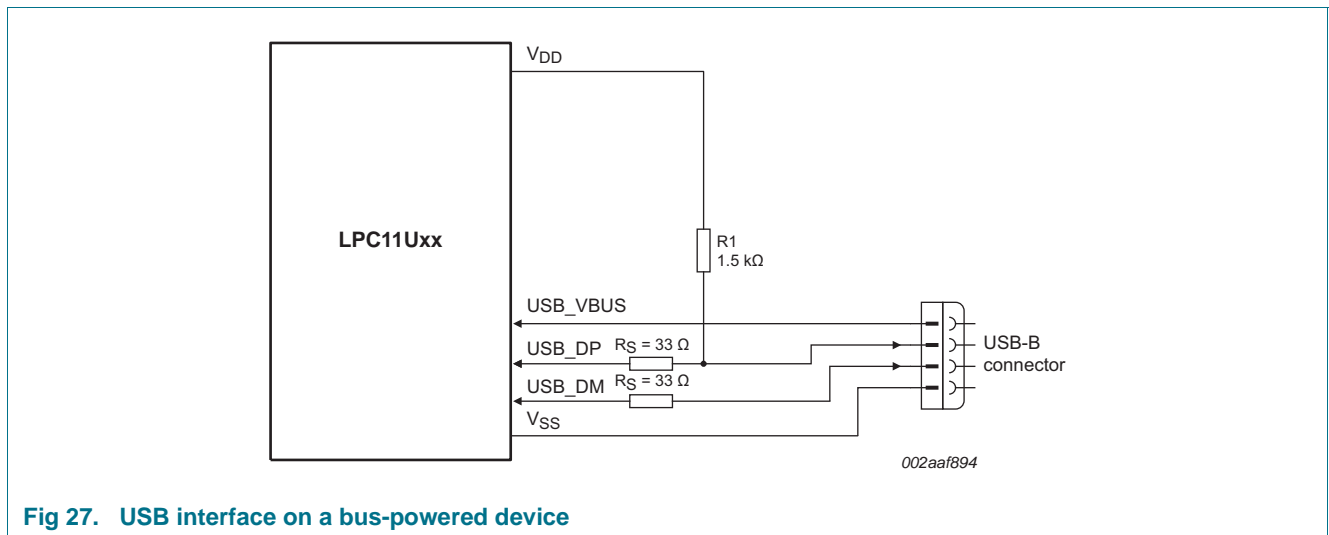 VDD
LPC11Uxx
R1
1.5 kΩ
USB_VBUS
USB_DP RS = 33 Ω
USB-B
connector
USB_DM RS = 33 Ω
VSS
002aaf894
Fig 27. USB interface on a bus-powered device